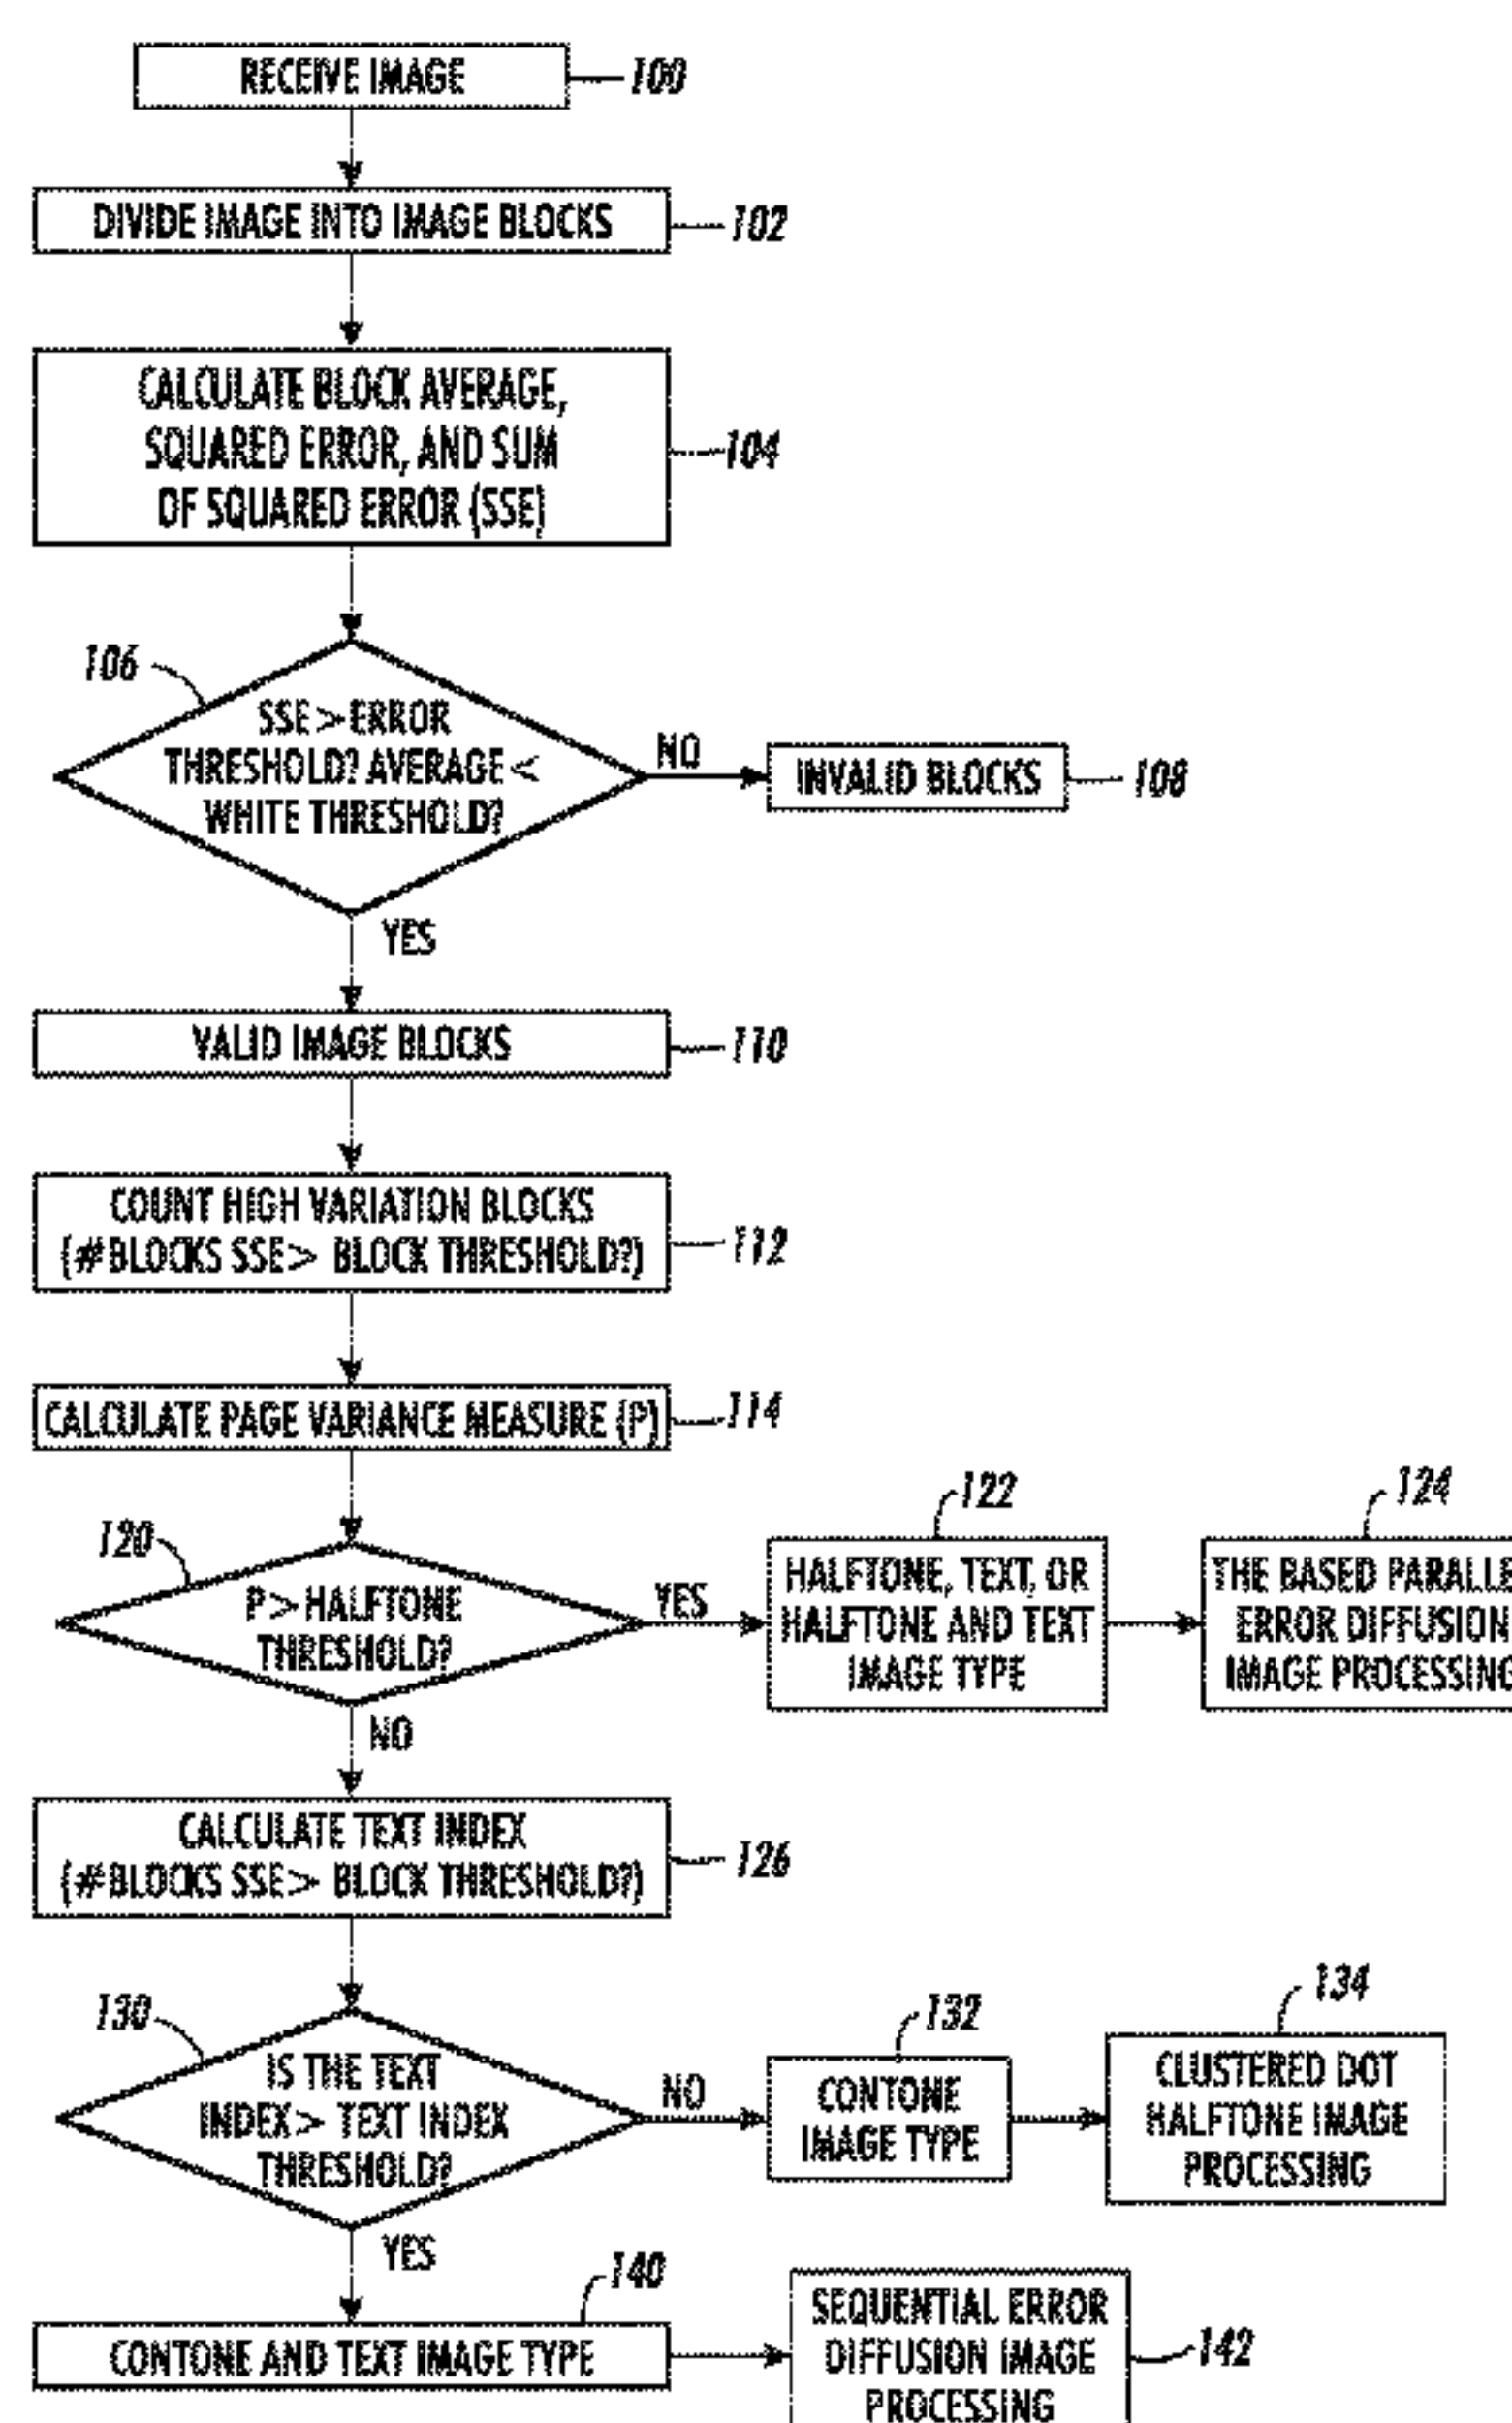 RECEIVE IMAGE
100
DIVIDE IMAGE INTO IMAGE BLOCKS
102
CALCULATE BLOCK AVERAGE,
SQUARED ERROR, AND SUM
OF SQUARED ERROR (SSE)
104
106
SSE > ERROR
THRESHOLD? AVERAGE <
WHITE THRESHOLD?
NO
INVALID BLOCKS
108
YES
VALID IMAGE BLOCKS
110
COUNT HIGH VARIATION BLOCKS
(# BLOCKS SSE > BLOCK THRESHOLD?)
112
CALCULATE PAGE VARIANCE MEASURE (P)
114
120
P > HALFTONE
THRESHOLD?
YES
122
HALFTONE, TEXT, OR
HALFTONE AND TEXT
IMAGE TYPE
124
THE BASED PARALLE
ERROR DIFFUSION
IMAGE PROCESSING
NO
CALCULATE TEXT INDEX
(# BLOCKS SSE > BLOCK THRESHOLD?)
126
130
IS THE TEXT
INDEX > TEXT INDEX
THRESHOLD?
NO
132
CONTONE
IMAGE TYPE
134
CLUSTERED DOT
HALFTONE IMAGE
PROCESSING
YES
140
CONTONE AND TEXT IMAGE TYPE
SEQUENTIAL ERROR
DIFFUSION IMAGE
PROCESSING
142